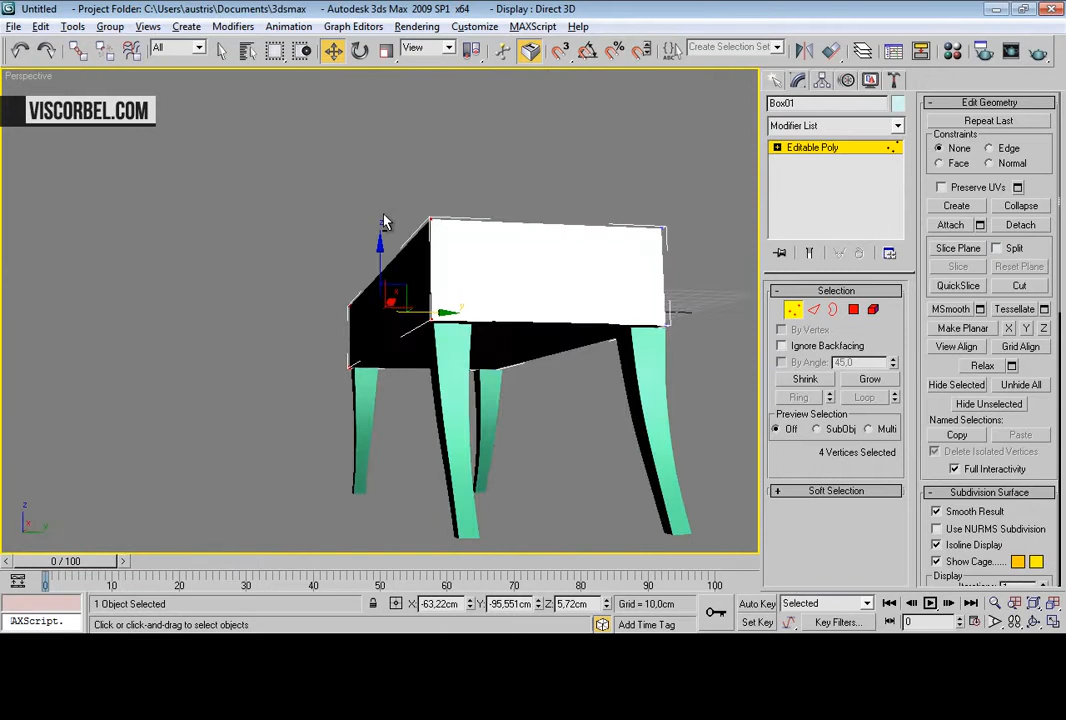 Untitled - Project Folder: C:\Users\austris\Documents\3dsmax - Autodesk 3ds Max 2009 SP1 x64 - Display : Direct 3D
File Edit Tools Group Views Create Modifiers Animation Graph Editors Rendering Customize MAXScript Help
All View Create Selection Set
Perspective
VISCORBEL.COM
Box01
Modifier List
Editable Poly
- Selection
By Vertex
Ignore Backfacing
By Angle: 45,0
Shrink Grow
Ring Loop
Preview Selection
Off SubObj Multi
4 Vertices Selected
+ Soft Selection
- Edit Geometry
Repeat Last
Constraints
None Edge
Face Normal
Preserve UVs
Create Collapse
Attach Detach
Slice Plane Split
Slice Reset Plane
QuickSlice Cut
MSmooth Tessellate
Make Planar X Y Z
View Align Grid Align
Relax
Hide Selected Unhide All
Hide Unselected
Named Selections:
Copy Paste
Delete Isolated Vertices
Full Interactivity
- Subdivision Surface
Smooth Result
Use NURMS Subdivision
Isoline Display
Show Cage......
Display
z
x
y
x
y
z
0 / 100
0 10 20 30 40 50 60 70 80 90 100
1 Object Selected X: -63,22cm Y: -95,551cm Z: 5,72cm Grid = 10,0cm Auto Key Selected
AXScript. Click or click-and-drag to select objects Add Time Tag Set Key Key Filters... 0